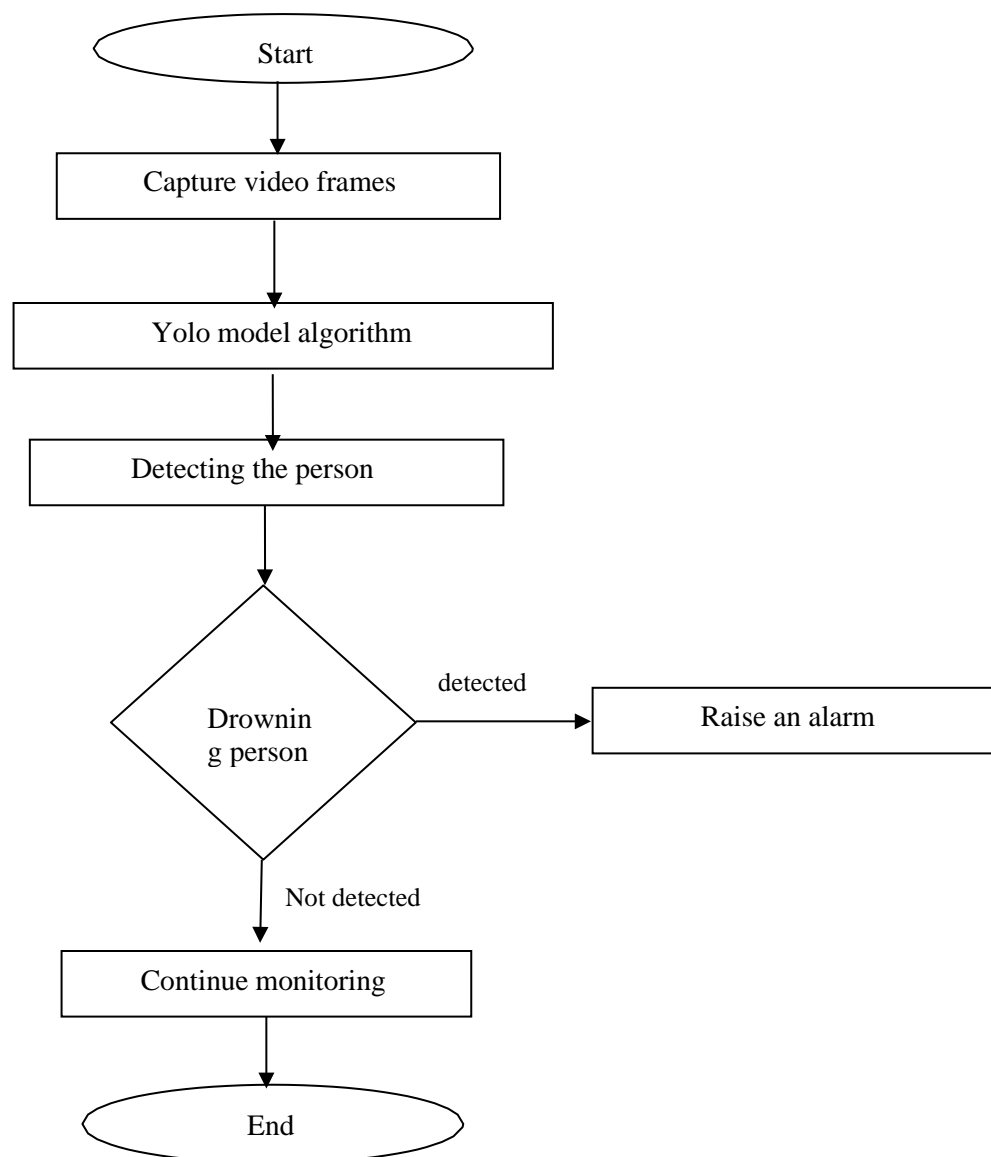 Start
Capture video frames
Yolo model algorithm
Detecting the person
detected
Drownin
g person
Raise an alarm
Not detected
Continue monitoring
End